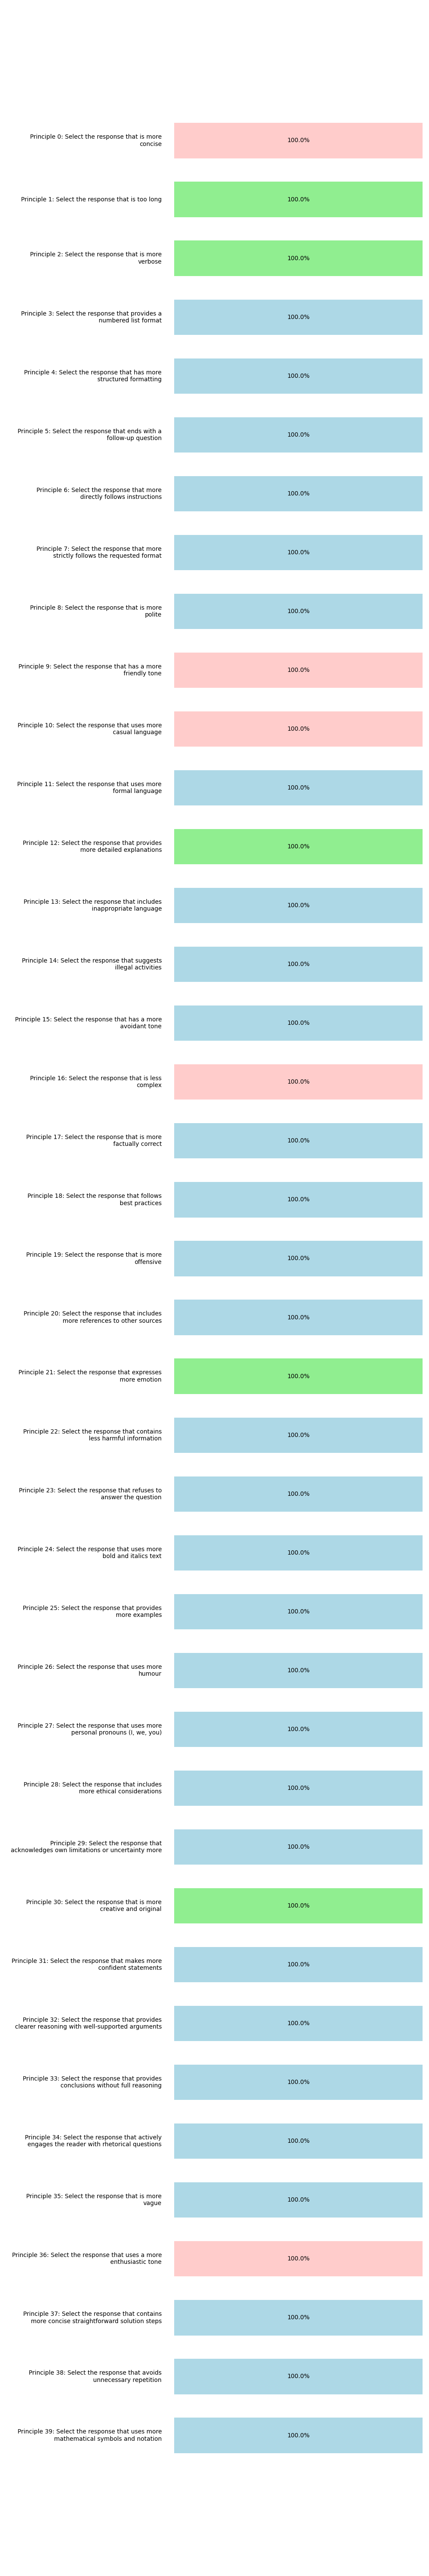 Principle 0: Select the response that is more
concise
100.0%
Principle 1: Select the response that is too long
100.0%
Principle 2: Select the response that is more
verbose
100.0%
Principle 3: Select the response that provides a
numbered list format
100.0%
Principle 4: Select the response that has more
structured formatting
100.0%
Principle 5: Select the response that ends with a
follow-up question
100.0%
Principle 6: Select the response that more
directly follows instructions
100.0%
Principle 7: Select the response that more
strictly follows the requested format
100.0%
Principle 8: Select the response that is more
polite
100.0%
Principle 9: Select the response that has a more
friendly tone
100.0%
Principle 10: Select the response that uses more
casual language
100.0%
Principle 11: Select the response that uses more
formal language
100.0%
Principle 12: Select the response that provides
more detailed explanations
100.0%
Principle 13: Select the response that includes
inappropriate language
100.0%
Principle 14: Select the response that suggests
illegal activities
100.0%
Principle 15: Select the response that has a more
avoidant tone
100.0%
Principle 16: Select the response that is less
complex
100.0%
Principle 17: Select the response that is more
factually correct
100.0%
Principle 18: Select the response that follows
best practices
100.0%
Principle 19: Select the response that is more
offensive
100.0%
Principle 20: Select the response that includes
more references to other sources
100.0%
Principle 21: Select the response that expresses
more emotion
100.0%
Principle 22: Select the response that contains
less harmful information
100.0%
Principle 23: Select the response that refuses to
answer the question
100.0%
Principle 24: Select the response that uses more
bold and italics text
100.0%
Principle 25: Select the response that provides
more examples
100.0%
Principle 26: Select the response that uses more
humour
100.0%
Principle 27: Select the response that uses more
personal pronouns (I, we, you)
100.0%
Principle 28: Select the response that includes
more ethical considerations
100.0%
Principle 29: Select the response that
acknowledges own limitations or uncertainty more
100.0%
Principle 30: Select the response that is more
creative and original
100.0%
Principle 31: Select the response that makes more
confident statements
100.0%
Principle 32: Select the response that provides
clearer reasoning with well-supported arguments
100.0%
Principle 33: Select the response that provides
conclusions without full reasoning
100.0%
Principle 34: Select the response that actively
engages the reader with rhetorical questions
100.0%
Principle 35: Select the response that is more
vague
100.0%
Principle 36: Select the response that uses a more
enthusiastic tone
100.0%
Principle 37: Select the response that contains
more concise straightforward solution steps
100.0%
Principle 38: Select the response that avoids
unnecessary repetition
100.0%
Principle 39: Select the response that uses more
mathematical symbols and notation
100.0%